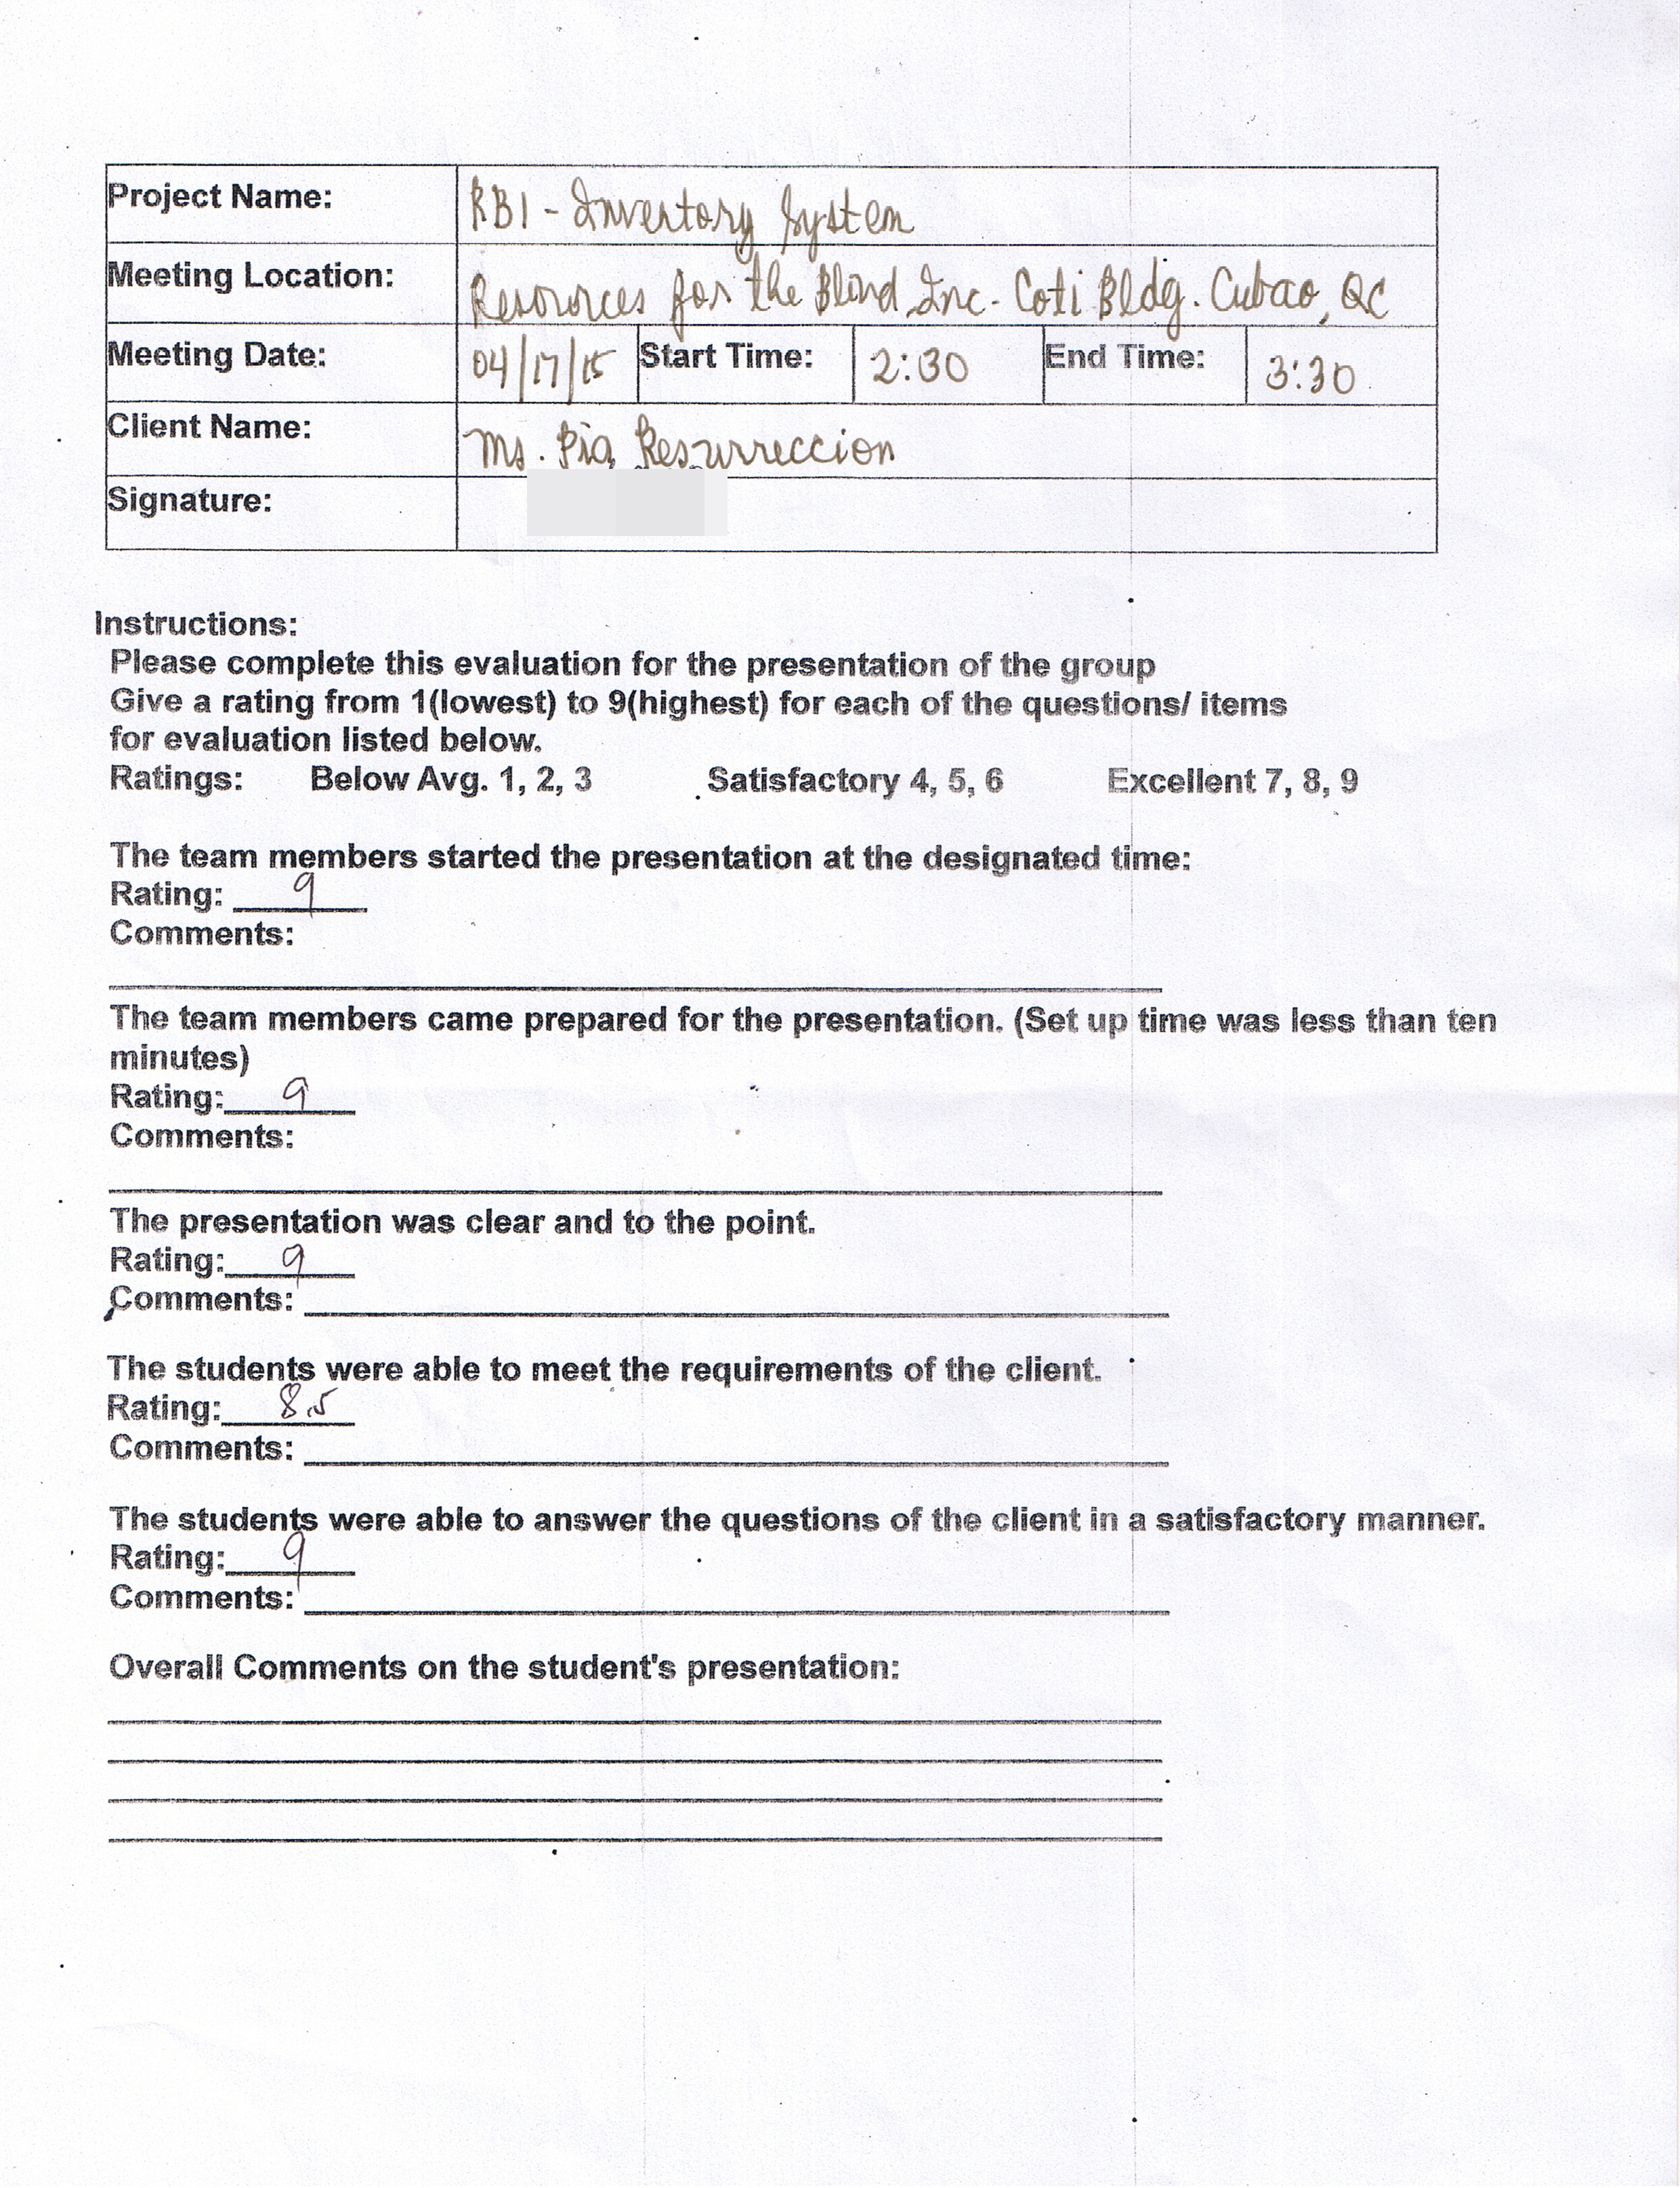 Project Name: RBI - Inventory System
Meeting Location: Resources for the Blind, Inc - Coti Bldg. Cubao, QC
Meeting Date: 04/17/15 Start Time: 2:30 End Time: 3:30
Client Name: Ms. Pia Resurreccion
Signature:
Instructions:
Please complete this evaluation for the presentation of the group
Give a rating from 1(lowest) to 9(highest) for each of the questions/ items
for evaluation listed below.
Ratings: Below Avg. 1, 2, 3 Satisfactory 4, 5, 6 Excellent 7, 8, 9
The team members started the presentation at the designated time:
Rating: 9
Comments:
The team members came prepared for the presentation. (Set up time was less than ten
minutes)
Rating: 9
Comments:
The presentation was clear and to the point.
Rating: 9
Comments:
The students were able to meet the requirements of the client.
Rating: 8.5
Comments:
The students were able to answer the questions of the client in a satisfactory manner.
Rating: 9
Comments:
Overall Comments on the student's presentation: